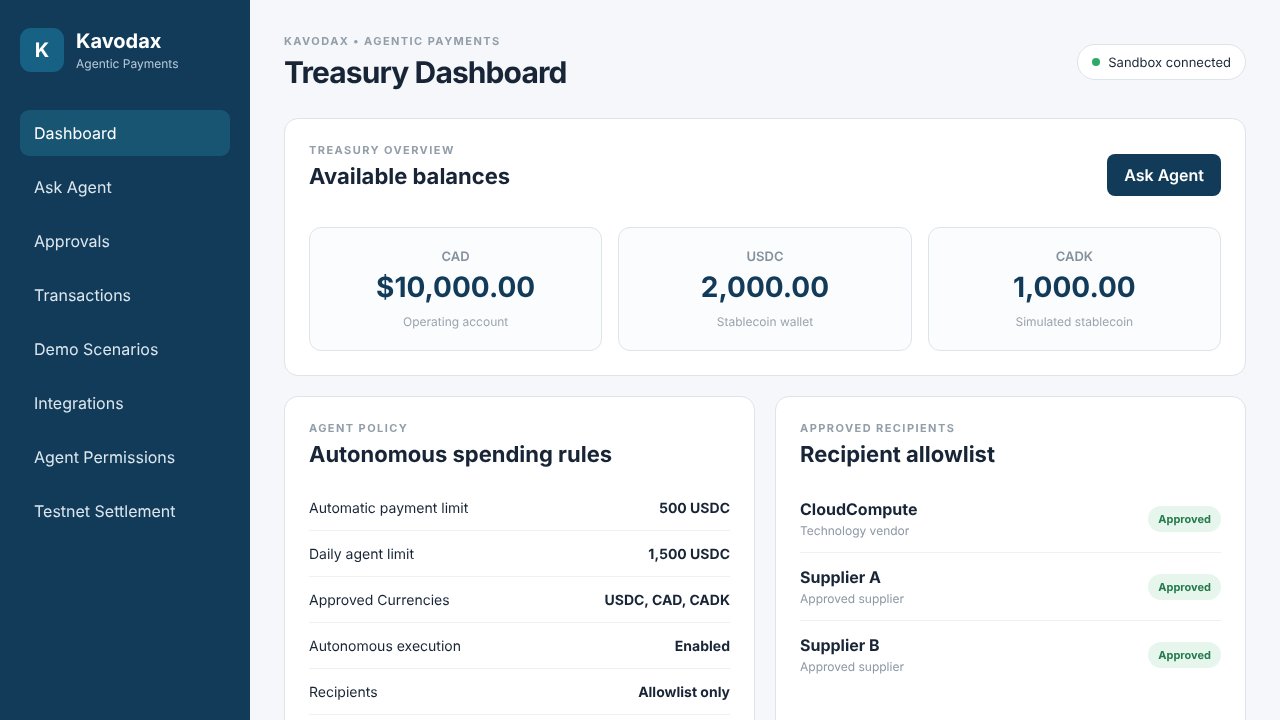 K
Kavodax
Agentic Payments
Dashboard
Ask Agent
Approvals
Transactions
Demo Scenarios
Integrations
Agent Permissions
Testnet Settlement
KAVODAX • AGENTIC PAYMENTS
Treasury Dashboard
Sandbox connected
TREASURY OVERVIEW
Available balances
Ask Agent
CAD
$10,000.00
Operating account
USDC
2,000.00
Stablecoin wallet
CADK
1,000.00
Simulated stablecoin
AGENT POLICY
Autonomous spending rules
Automatic payment limit 500 USDC
Daily agent limit 1,500 USDC
Approved Currencies USDC, CAD, CADK
Autonomous execution Enabled
Recipients Allowlist only
APPROVED RECIPIENTS
Recipient allowlist
CloudCompute
Technology vendor
Approved
Supplier A
Approved supplier
Approved
Supplier B
Approved supplier
Approved